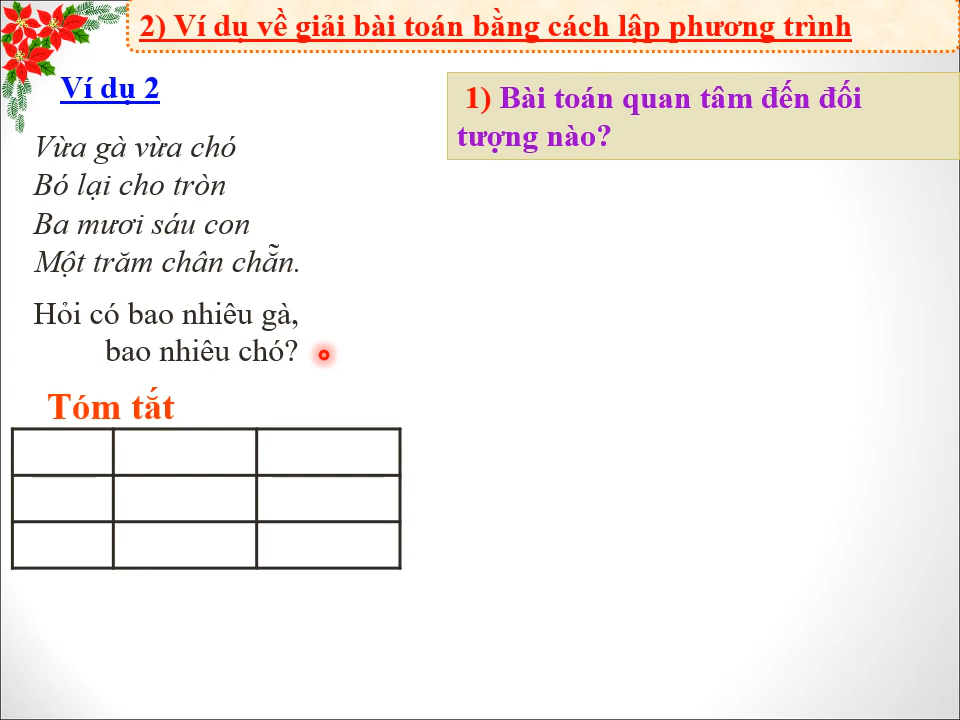 2) Ví dụ về giải bài toán bằng cách lập phương trình
Ví dụ 2
Vừa gà vừa chó
Bó lại cho tròn
Ba mươi sáu con
Một trăm chân chẵn.
Hỏi có bao nhiêu gà,
bao nhiêu chó?
Tóm tắt
1) Bài toán quan tâm đến đối
tượng nào?